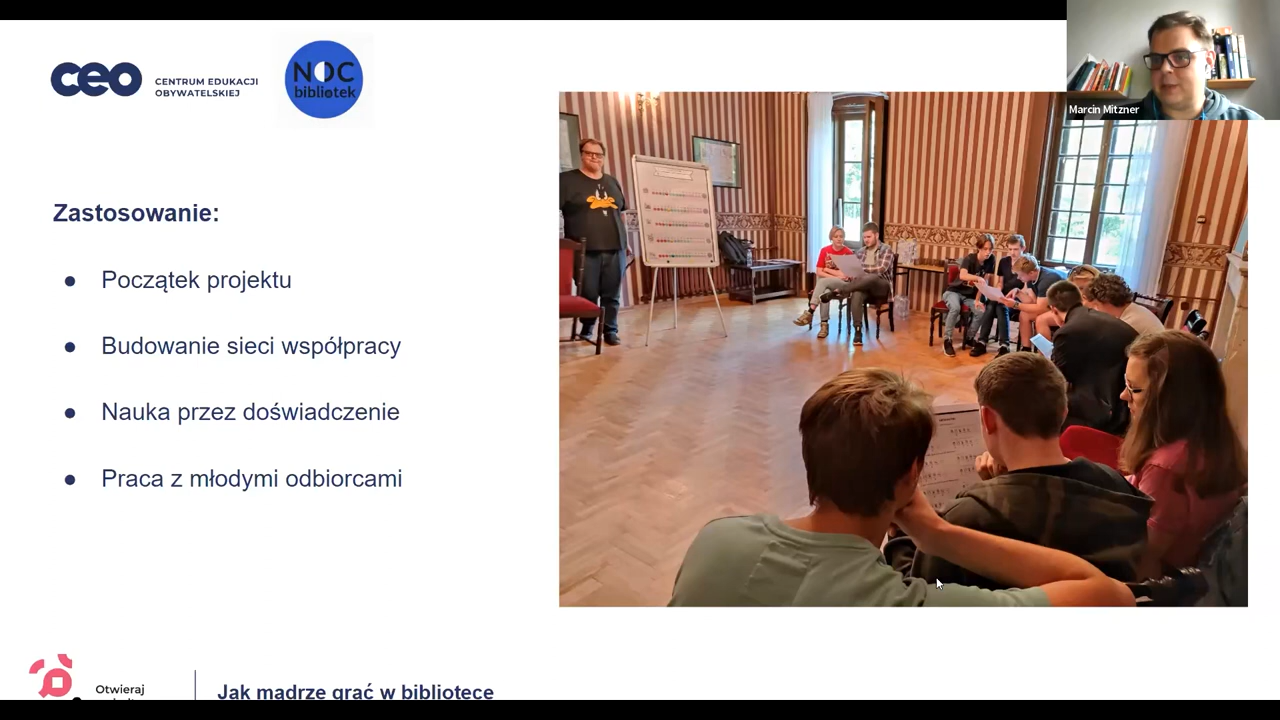 ceo
CENTRUM EDUKACJI
OBYWATELSKIEJ
NOC
bibliotek
Marcin Mitzner
Zastosowanie:
● Początek projektu
● Budowanie sieci współpracy
● Nauka przez doświadczenie
● Praca z młodymi odbiorcami
Otwieraj
Jak mądrze grać w bibliotece